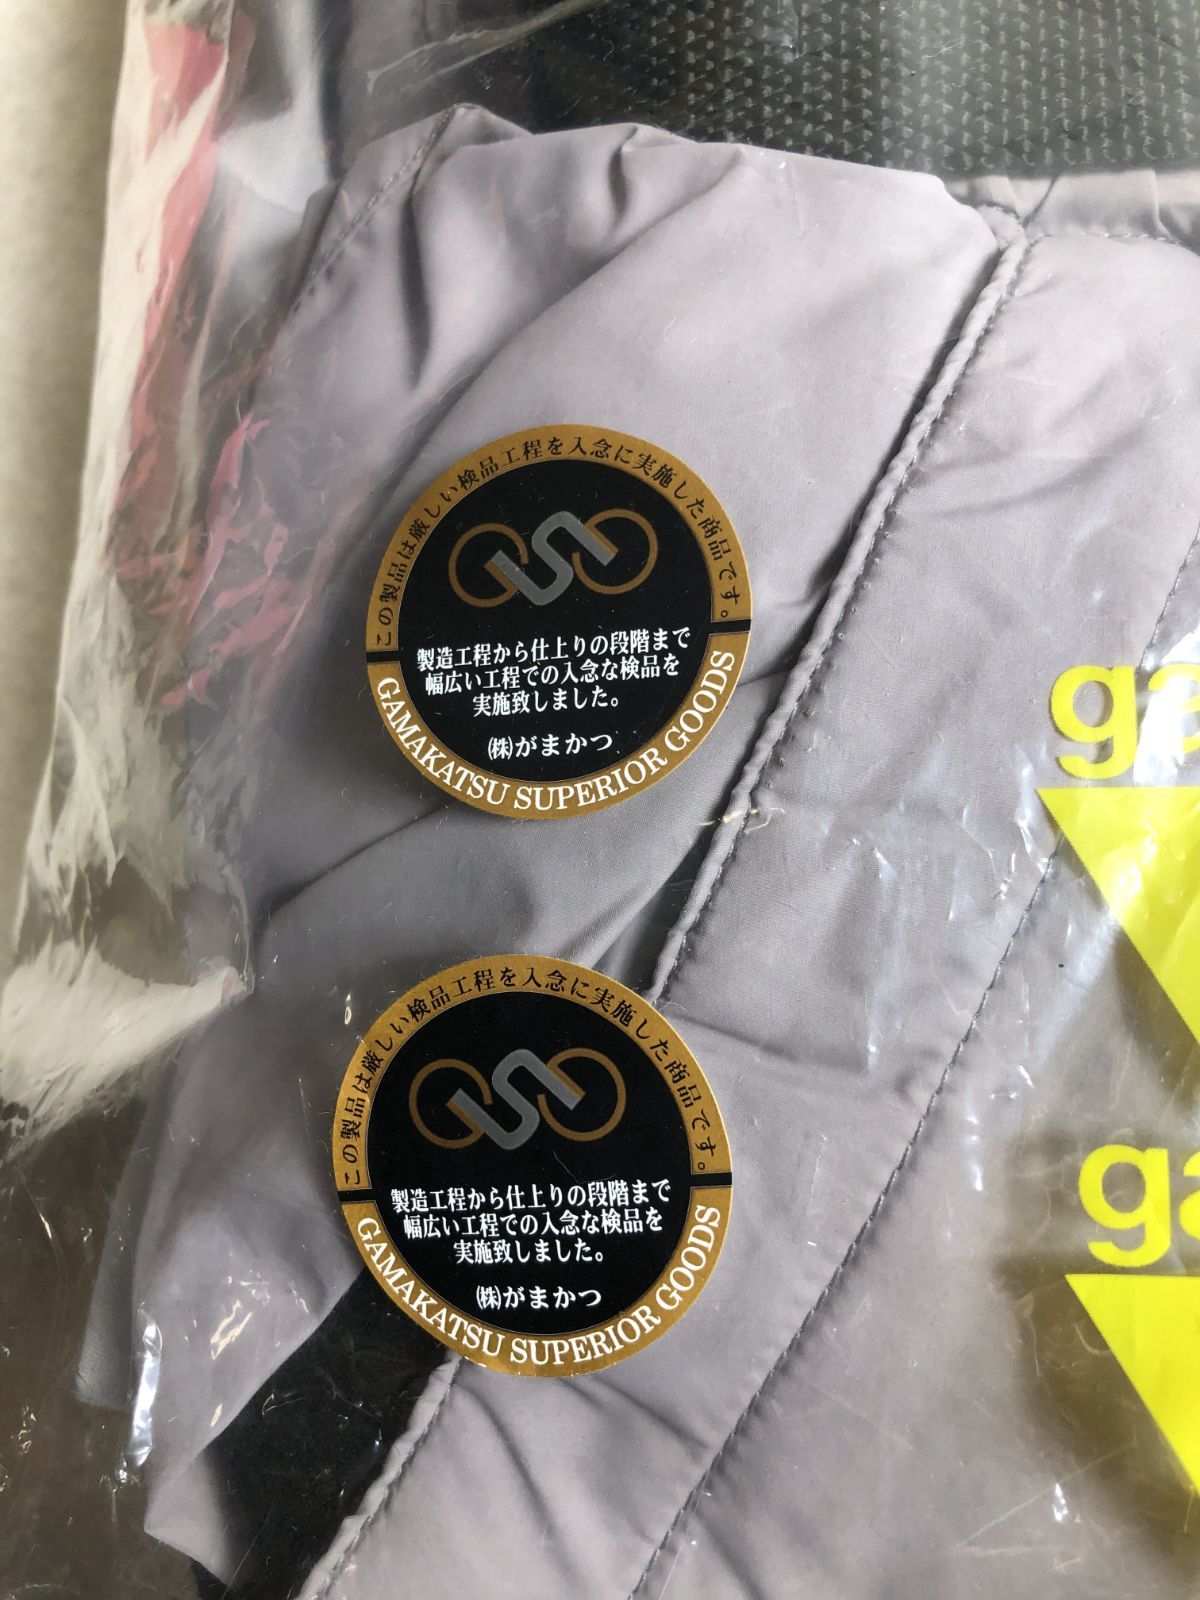 この製品は厳しい検品工程を入念に実施した商品です。
製造工程から仕上りの段階まで
幅広い工程での入念な検品を
実施致しました。
㈱がまかつ
GAMAKATSU SUPERIOR GOODS
ga
この製品は厳しい検品工程を入念に実施した商品です。
製造工程から仕上りの段階まで
幅広い工程での入念な検品を
実施致しました。
㈱がまかつ
GAMAKATSU SUPERIOR GOODS
ga